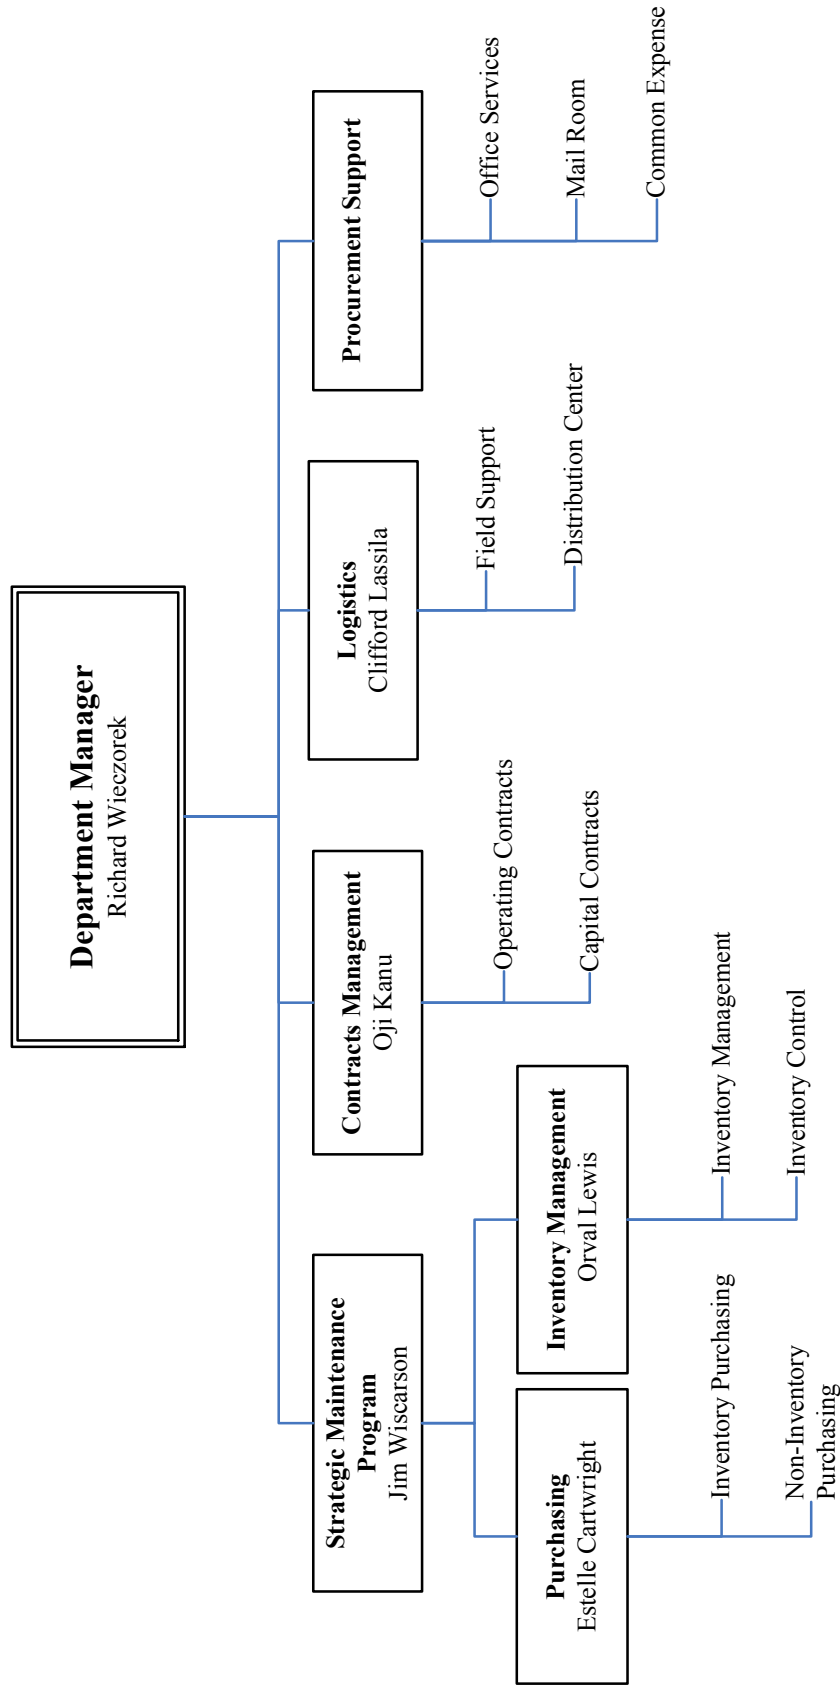 Department Manager
Richard Wieczorek
Strategic Maintenance
Program
Jim Wiscarson
Contracts Management
Oji Kanu
Logistics
Clifford Lassila
Procurement Support
Purchasing
Estelle Cartwright
Inventory Purchasing
Non-Inventory
Purchasing
Inventory Management
Orval Lewis
Inventory Management
Inventory Control
Operating Contracts
Capital Contracts
Field Support
Distribution Center
Office Services
Mail Room
Common Expense